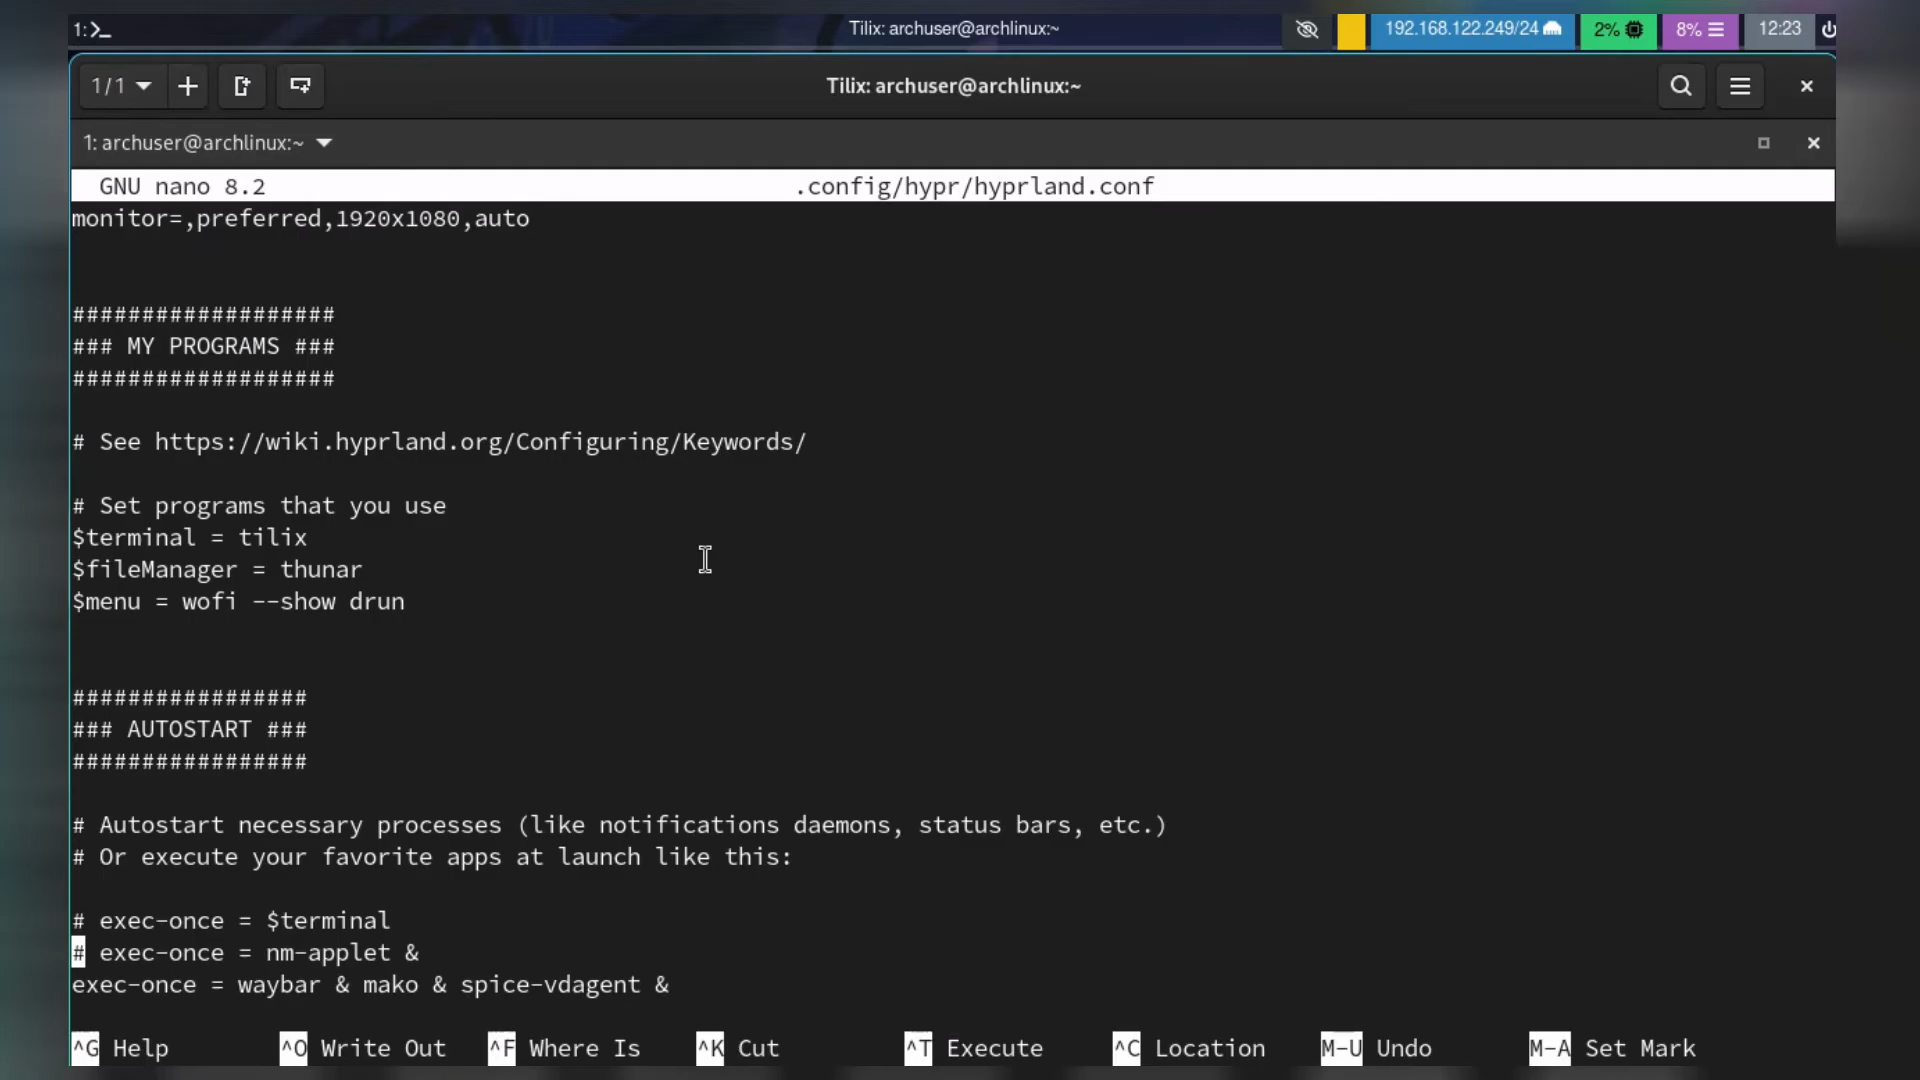 1:
Tilix: archuser@archlinux:~
192.168.122.249/24
2%
8%
12:23
1/1
Tilix: archuser@archlinux:~
1: archuser@archlinux:~
GNU nano 8.2
.config/hypr/hyprland.conf
monitor=,preferred,1920x1080,auto
###################
### MY PROGRAMS ###
###################
# See https://wiki.hyprland.org/Configuring/Keywords/
# Set programs that you use
$terminal = tilix
$fileManager = thunar
$menu = wofi --show drun
#################
### AUTOSTART ###
#################
# Autostart necessary processes (like notifications daemons, status bars, etc.)
# Or execute your favorite apps at launch like this:
# exec-once = $terminal
# exec-once = nm-applet &
exec-once = waybar & mako & spice-vdagent &
^G Help ^O Write Out ^F Where Is ^K Cut ^T Execute ^C Location M-U Undo M-A Set Mark